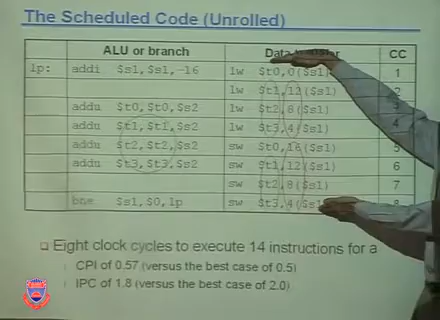 The Scheduled Code (Unrolled)
ALU or branch CC
lp: addi $s1,$s1,-16 lw $t0,0($s1) 1
lw $t1,12($s1) 2
addu $t0,$t0,$s2 lw $t2,8($s1)
addu $t1,$t1,$s2 lw $t3,4($s1)
addu $t2,$t2,$s2 sw $t0,16($s1) 5
addu $t3,$t3,$s2 sw $t1,12($s1) 6
sw $t2,8($s1) 7
bne $s1,$0,lp sw $t3,4($s1) 8
Eight clock cycles to execute 14 instructions for a
CPI of 0.57 (versus the best case of 0.5)
IPC of 1.8 (versus the best case of 2.0)